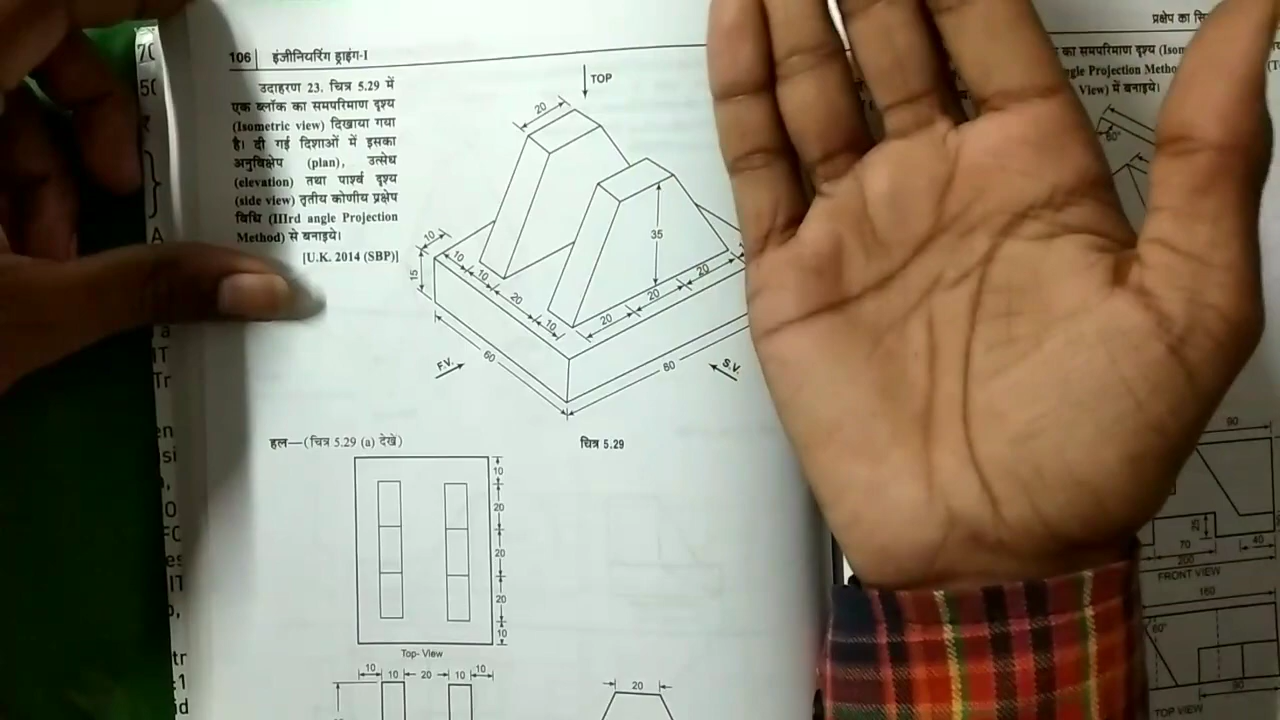 106 इंजीनियरिंग ड्राइंग-I
उदाहरण 23. चित्र 5.29 में
एक ब्लॉक का समपरिमाण दृश्य
(Isometric view) दिखाया गया
है। दी गई दिशाओं में इसका
अनुविक्षेप (plan), उत्सेध
(elevation) तथा पार्श्व दृश्य
(side view) तृतीय कोणीय प्रक्षेप
विधि (IIIrd angle Projection
Method) से बनाइये।
[U.K. 2014 (SBP)]
TOP
20
35
10
15
10
10
20
10
20
20
20
60
80
F.V.
S.V.
हल—(चित्र 5.29 (a) देखें)
चित्र 5.29
10
20
20
20
10
Top- View
10 10 20 10 10
20
प्रक्षेप का
का समपरिमाण दृश्य
View) में बनाइये।
90
25
70
40
200
FRONT VIEW
160
60°
90
TOP VIEW